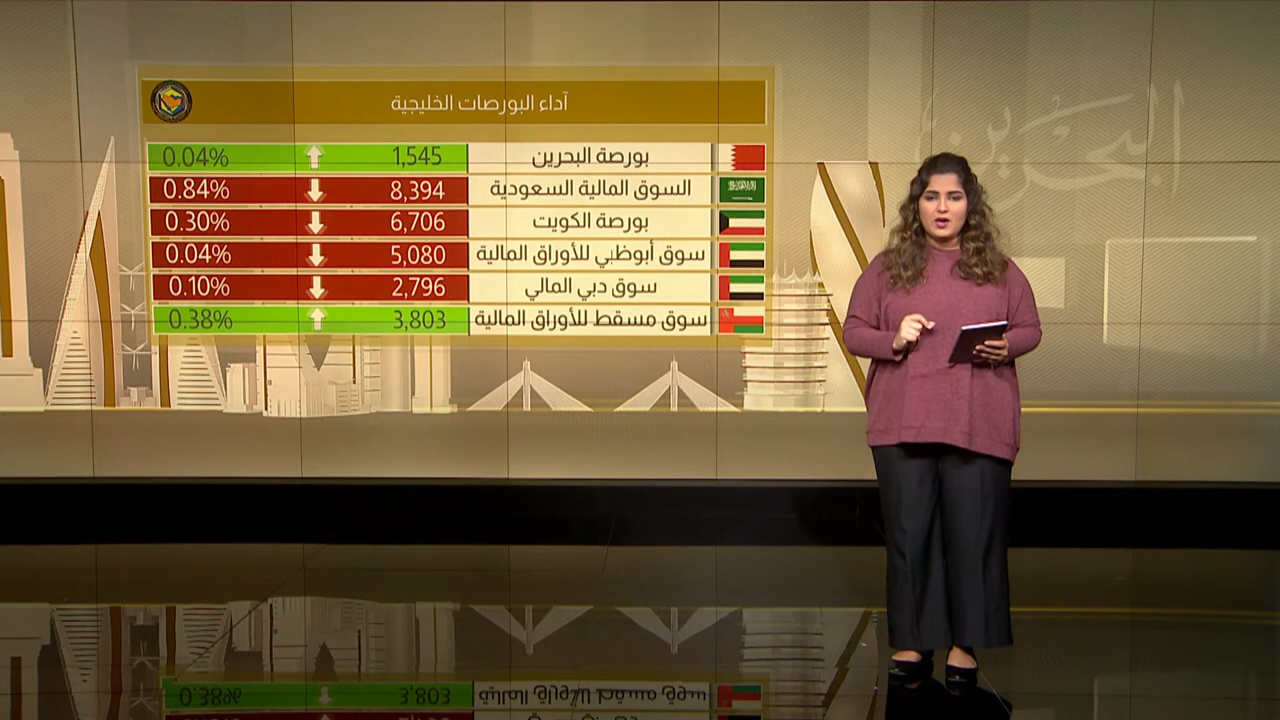 آداء البورصات الخليجية
بورصة البحرين 1,545 0.04%
السوق المالية السعودية 8,394 0.84%
بورصة الكويت 6,706 0.30%
سوق أبوظبي للأوراق المالية 5,080 0.04%
سوق دبي المالي 2,796 0.10%
سوق مسقط للأوراق المالية 3,803 0.38%
البحرين